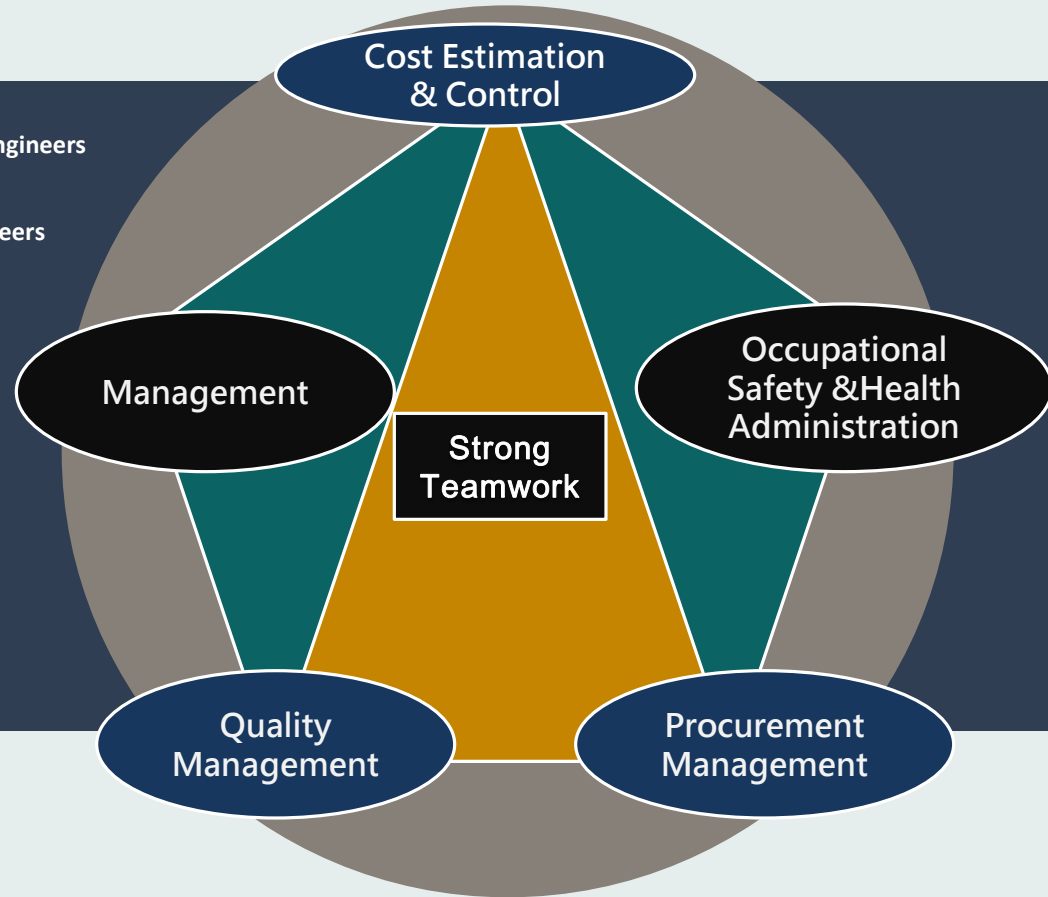 Cost Estimation
& Control
ngineers
eers
Management
Occupational
Safety &Health
Administration
Strong
Teamwork
Quality
Management
Procurement
Management